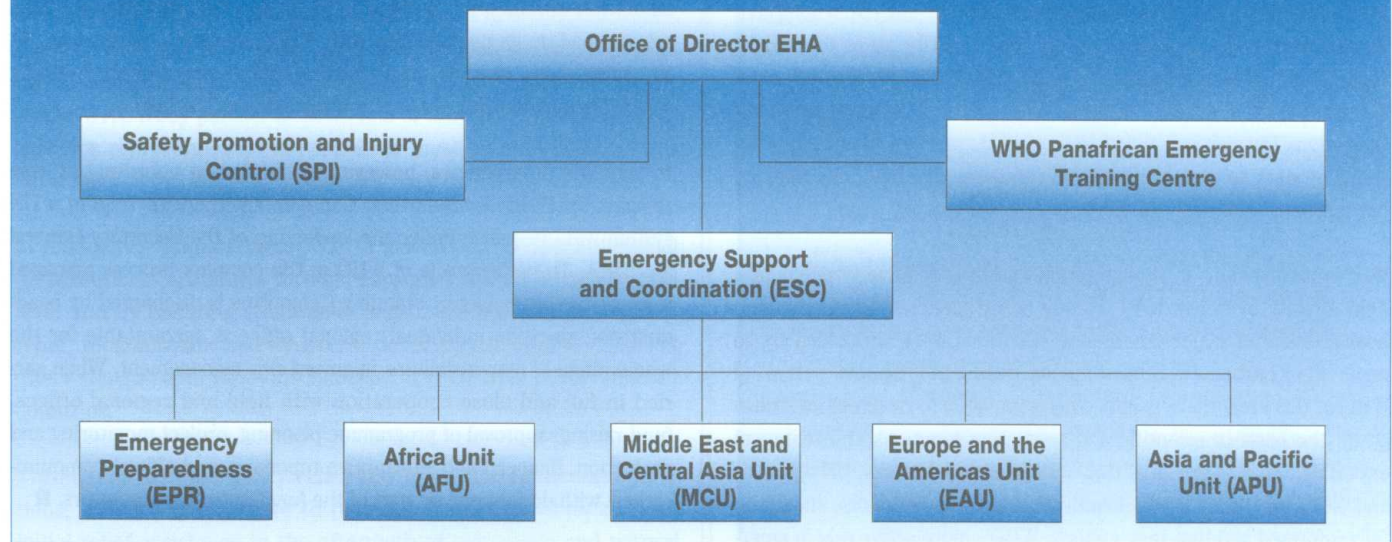 Office of Director EHA
Safety Promotion and Injury
Control (SPI)
WHO Panafrican Emergency
Training Centre
Emergency Support
and Coordination (ESC)
Emergency
Preparedness
(EPR)
Africa Unit
(AFU)
Middle East and
Central Asia Unit
(MCU)
Europe and the
Americas Unit
(EAU)
Asia and Pacific
Unit (APU)